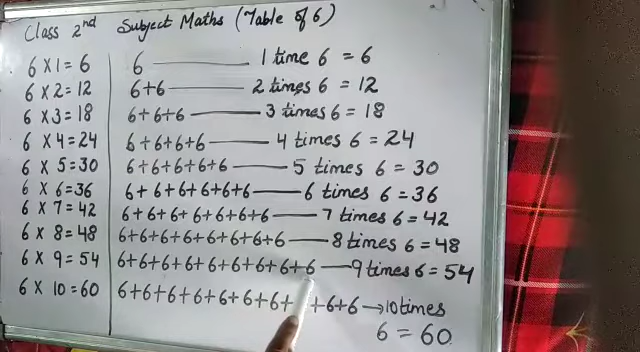 Class 2nd Subject Maths (Table of 6)
6 X 1 = 6 6 —— 1 time 6 = 6
6 X 2 = 12 6+6 —— 2 times 6 = 12
6 X 3 = 18 6+6+6 —— 3 times 6 = 18
6 X 4 = 24 6+6+6+6 —— 4 times 6 = 24
6 X 5 = 30 6+6+6+6+6 —— 5 times 6 = 30
6 X 6 = 36 6+6+6+6+6+6 —— 6 times 6 = 36
6 X 7 = 42 6+6+6+6+6+6+6 —— 7 times 6 = 42
6 X 8 = 48 6+6+6+6+6+6+6+6 —— 8 times 6 = 48
6 X 9 = 54 6+6+6+6+6+6+6+6+6 —— 9 times 6 = 54
6 X 10 = 60 6+6+6+6+6+6+6+ +6+6 → 10 times
6 = 60